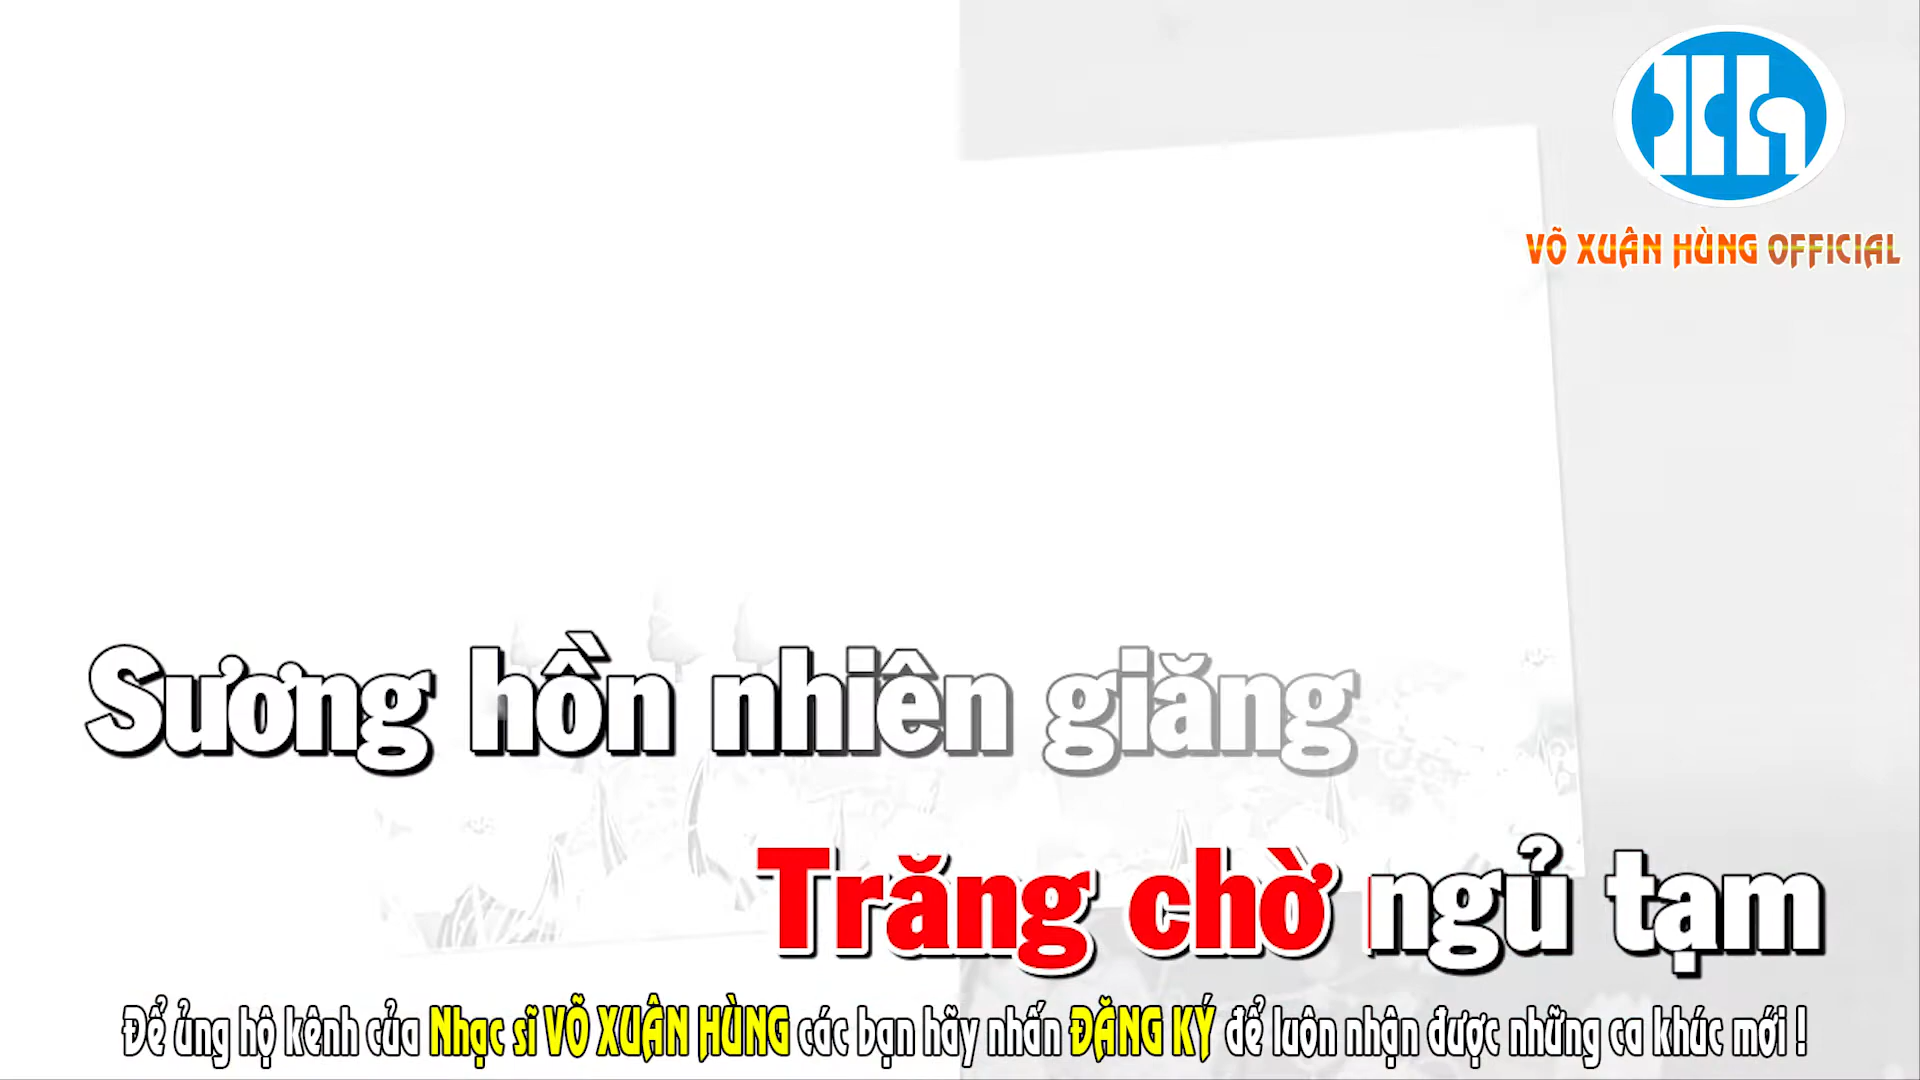 Xh
VÕ XUÂN HÙNG OFFICIAL
Sương hồn nhiên giăng
Trăng chờ ngủ tạm
Để ủng hộ kênh của Nhạc sĩ VÕ XUÂN HÙNG các bạn hãy nhấn ĐĂNG KÝ để luôn nhận được những ca khúc mới !